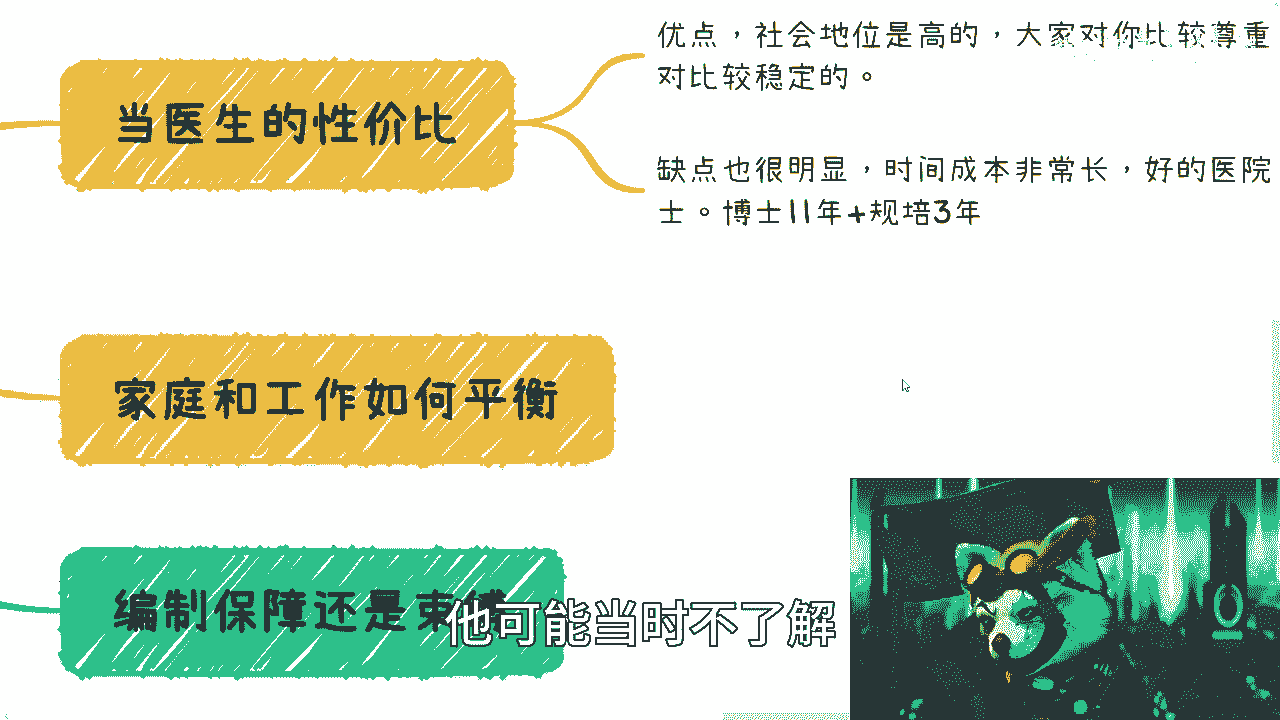 优点，社会地位是高的，大家对你比较尊重
对比较稳定的。
当医生的性价比
缺点也很明显，时间成本非常长，好的医院
士。博士11年+规培3年
家庭和工作如何平衡
编制保障还是束缚
他可能当时不了解